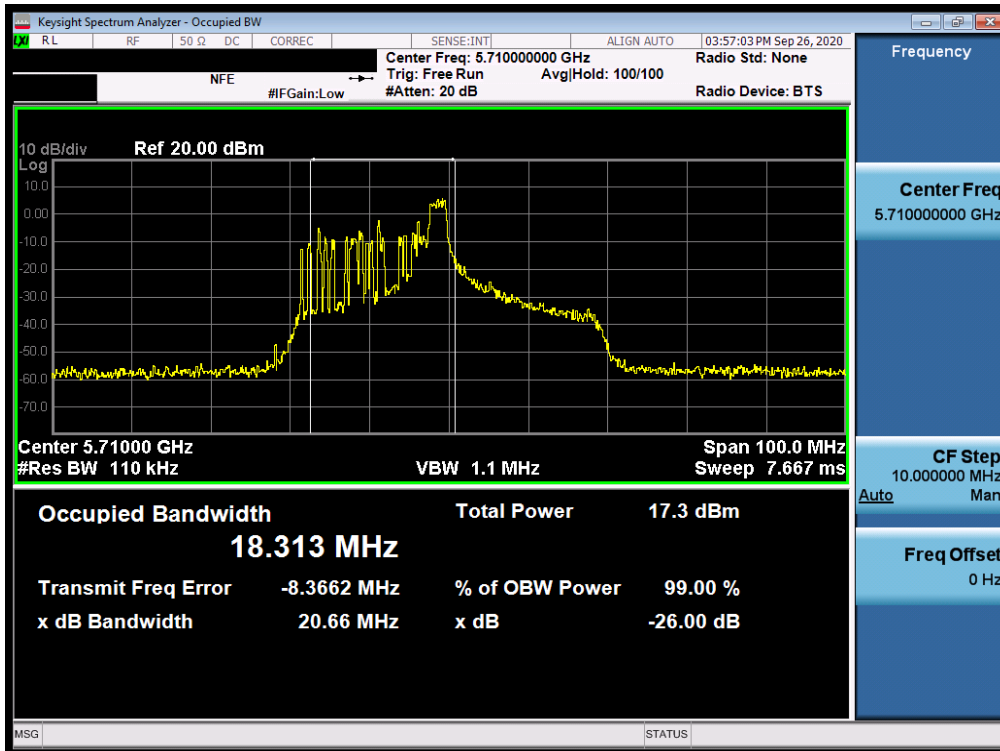 Keysight Spectrum Analyzer - Occupied BW
LXI RL RF 50 Ω DC CORREC SENSE:INT ALIGN AUTO 03:57:03 PM Sep 26, 2020
Center Freq: 5.710000000 GHz Radio Std: None
NFE Trig: Free Run Avg|Hold: 100/100
#IFGain:Low #Atten: 20 dB Radio Device: BTS
10 dB/div Ref 20.00 dBm
Log
10.0
0.00
-10.0
-20.0
-30.0
-40.0
-50.0
-60.0
-70.0
Center 5.71000 GHz Span 100.0 MHz
#Res BW 110 kHz VBW 1.1 MHz Sweep 7.667 ms
Occupied Bandwidth Total Power 17.3 dBm
18.313 MHz
Transmit Freq Error -8.3662 MHz % of OBW Power 99.00 %
x dB Bandwidth 20.66 MHz x dB -26.00 dB
Frequency
Center Freq
5.710000000 GHz
CF Step
10.000000 MHz
Auto Man
Freq Offset
0 Hz
MSG STATUS